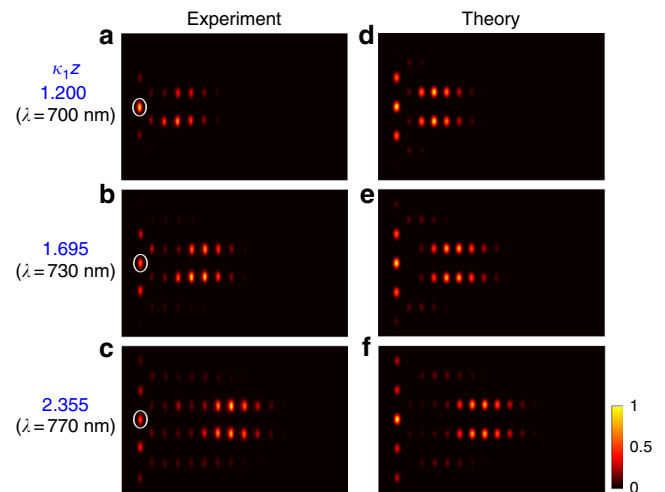 Experiment
Theory
a
d
κ₁z
1.200
(λ=700 nm)
b
e
1.695
(λ=730 nm)
c
f
2.355
(λ=770 nm)
1
0.5
0